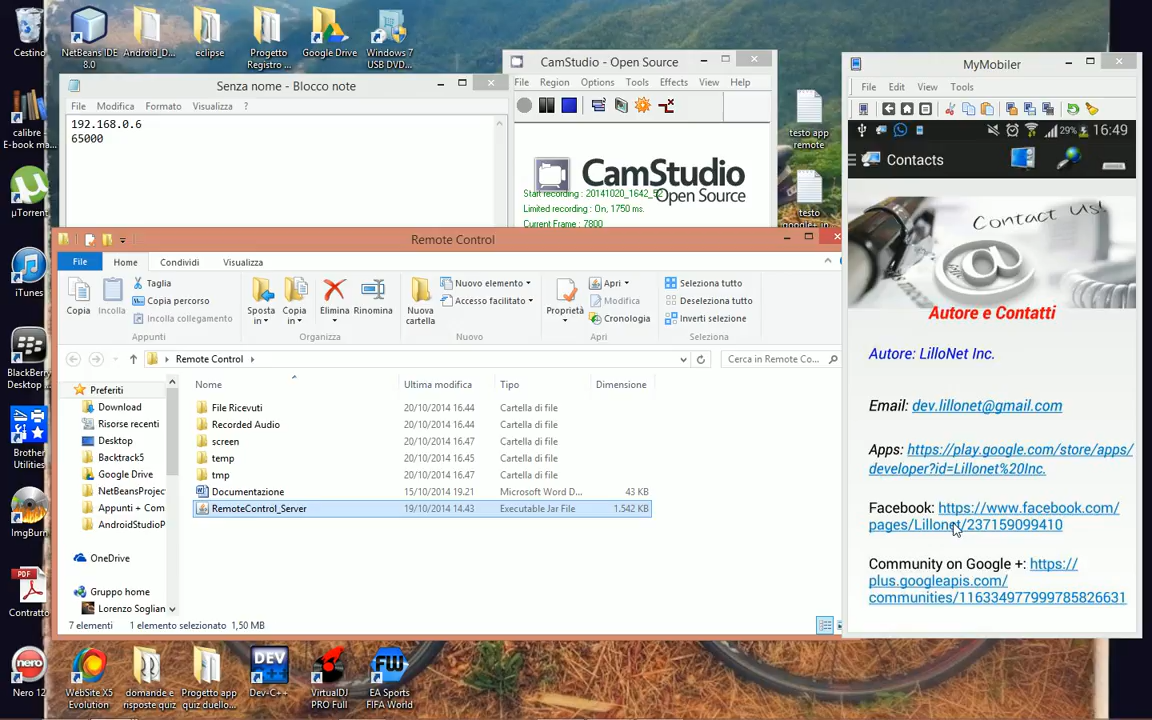 Cestino
NetBeans IDE
8.0
Android_D...
eclipse
Progetto
Registro ...
Google Drive
Windows 7
USB DVD...
calibre
E-book ma...
µTorrent
iTunes
BlackBerry
Desktop ...
Brother
Utilities
ImgBurn
Contratto
Nero 12
Senza nome - Blocco note
File Modifica Formato Visualizza ?
192.168.0.6
65000
CamStudio - Open Source
File Region Options Tools Effects View Help
CamStudio
Open Source
Start recording : 20141020_1642_52
Limited recording : On, 1750 ms.
Current Frame : 7800
testo app
remote
testo
MyMobiler
File Edit View Tools
29% 16:49
Contacts
Contact Us!
@
Autore e Contatti
Autore: LilloNet Inc.
Email: dev.lillonet@gmail.com
Apps: https://play.google.com/store/apps/
developer?id=Lillonet%20Inc.
Facebook: https://www.facebook.com/
pages/Lillonet/237159099410
Community on Google +: https://
plus.googleapis.com/
communities/116334977999785826631
Remote Control
File Home Condividi Visualizza
Copia
Incolla
Taglia
Copia percorso
Incolla collegamento
Appunti
Sposta
in
Copia
in
Elimina
Rinomina
Organizza
Nuova
cartella
Nuovo elemento
Accesso facilitato
Nuovo
Proprietà
Apri
Modifica
Cronologia
Apri
Seleziona tutto
Deseleziona tutto
Inverti selezione
Seleziona
Remote Control
Cerca in Remote Co...
Preferiti
Download
Risorse recenti
Desktop
Backtrack5
Google Drive
NetBeansProjec
Appunti + Com
AndroidStudioP
OneDrive
Gruppo home
Lorenzo Soglian
Nome Ultima modifica Tipo Dimensione
File Ricevuti 20/10/2014 16.44 Cartella di file
Recorded Audio 20/10/2014 16.44 Cartella di file
screen 20/10/2014 16.47 Cartella di file
temp 20/10/2014 16.45 Cartella di file
tmp 20/10/2014 16.47 Cartella di file
Documentazione 15/10/2014 19.21 Microsoft Word D... 43 KB
RemoteControl_Server 19/10/2014 14.43 Executable Jar File 1.542 KB
7 elementi 1 elemento selezionato 1,50 MB
WebSite X5
Evolution
domande e
risposte quiz
Progetto app
quiz duello...
Dev-C++
VirtualDJ
PRO Full
EA Sports
FIFA World